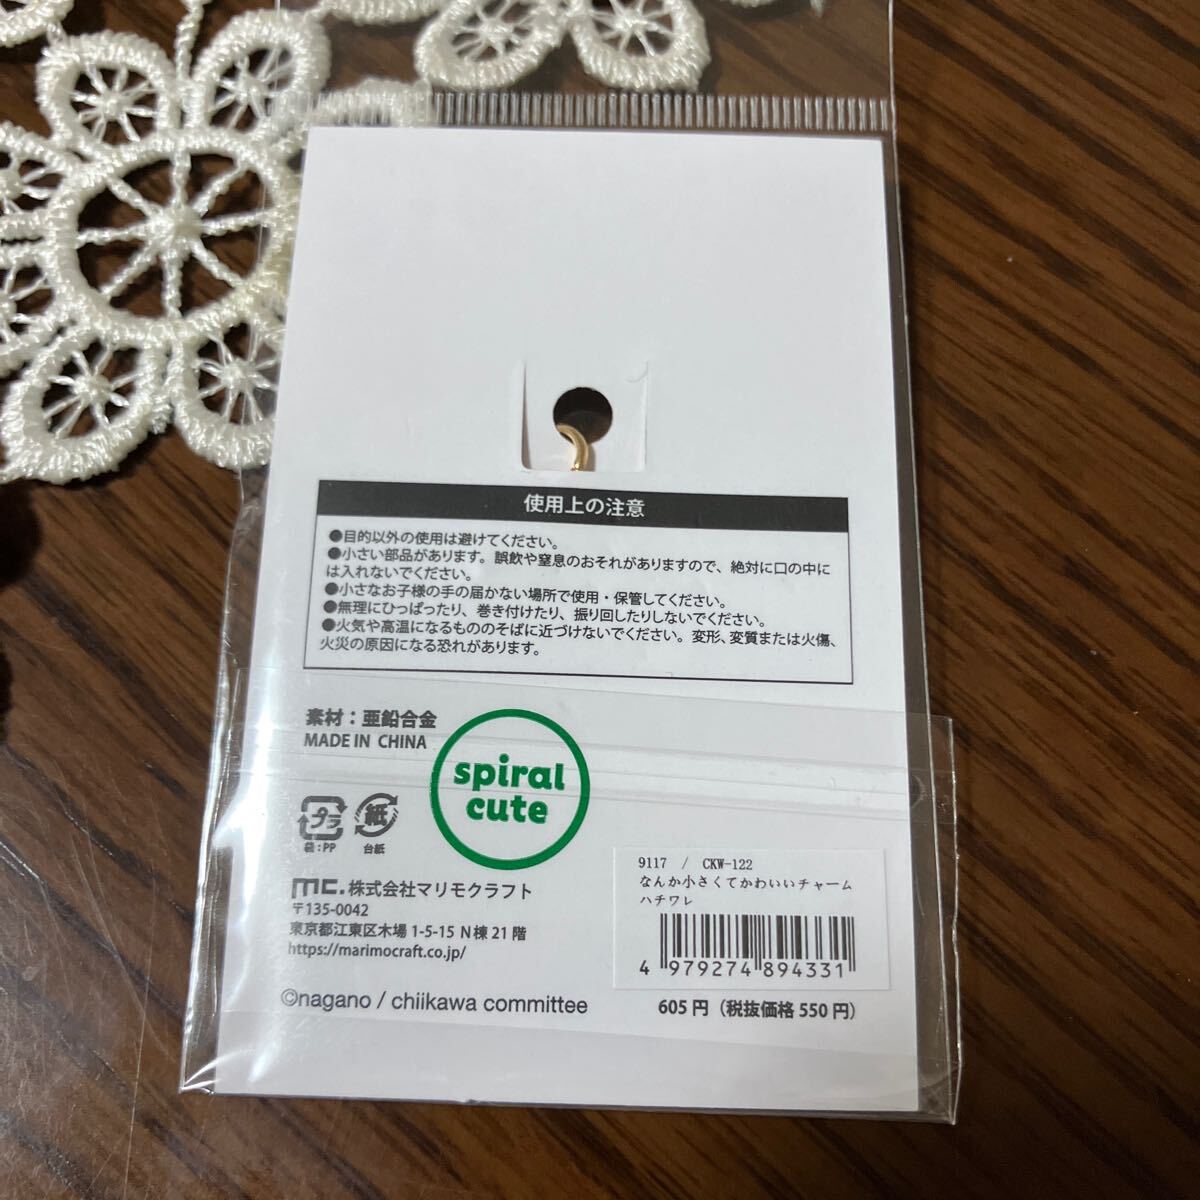 使用上の注意
●目的以外の使用は避けてください。
●小さい部品があります。誤飲や窒息のおそれがありますので、絶対に口の中に
は入れないでください。
●小さなお子様の手の届かない場所で使用・保管してください。
●無理にひっぱったり、巻き付けたり、振り回したりしないでください。
●火気や高温になるもののそばに近づけないでください。変形、変質または火傷、
火災の原因になる恐れがあります。
素材：亜鉛合金
MADE IN CHINA
spiral
cute
プラ
紙
袋：PP
台紙
mc.株式会社マリモクラフト
〒135-0042
東京都江東区木場 1-5-15 N棟 21階
https://marimocraft.co.jp/
©nagano / chiikawa committee
9117 / CKW-122
なんか小さくてかわいいチャーム
ハチワレ
4 979274 894331
605円（税抜価格 550円）